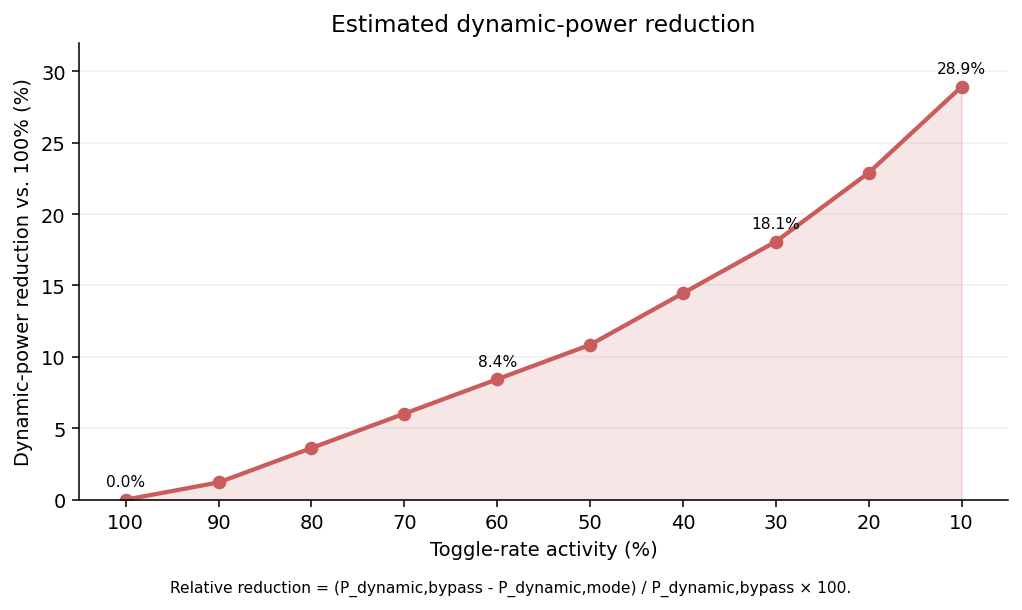 Estimated dynamic-power reduction
Dynamic-power reduction vs. 100% (%)
30
25
20
15
10
5
0
0.0%
8.4%
18.1%
28.9%
100 90 80 70 60 50 40 30 20 10
Toggle-rate activity (%)
Relative reduction = (P_dynamic,bypass - P_dynamic,mode) / P_dynamic,bypass × 100.